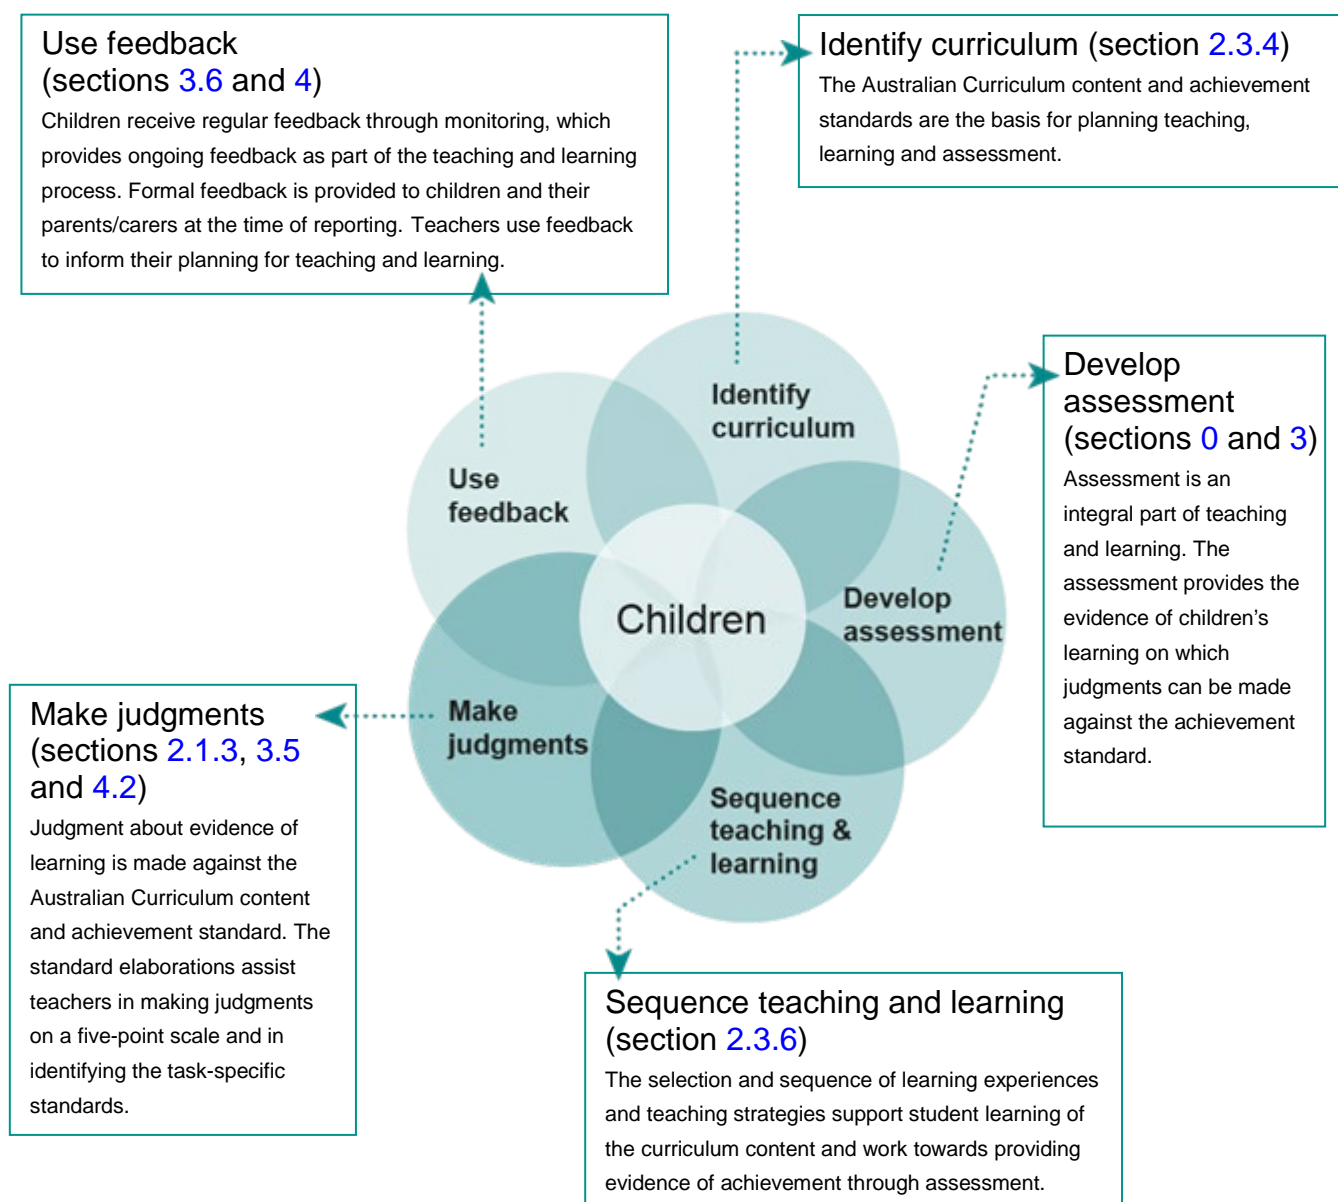 Use feedback
(sections 3.6 and 4)
Children receive regular feedback through monitoring, which
provides ongoing feedback as part of the teaching and learning
process. Formal feedback is provided to children and their
parents/carers at the time of reporting. Teachers use feedback
to inform their planning for teaching and learning.
Identify curriculum (section 2.3.4)
The Australian Curriculum content and achievement
standards are the basis for planning teaching,
learning and assessment.
Develop
assessment
(sections 0 and 3)
Assessment is an
integral part of teaching
and learning. The
assessment provides the
evidence of children’s
learning on which
judgments can be made
against the achievement
standard.
Identify
curriculum
Use
feedback
Children
Develop
assessment
Make
judgments
Sequence
teaching &
learning
Make judgments
(sections 2.1.3, 3.5
and 4.2)
Judgment about evidence of
learning is made against the
Australian Curriculum content
and achievement standard. The
standard elaborations assist
teachers in making judgments
on a five-point scale and in
identifying the task-specific
standards.
Sequence teaching and learning
(section 2.3.6)
The selection and sequence of learning experiences
and teaching strategies support student learning of
the curriculum content and work towards providing
evidence of achievement through assessment.